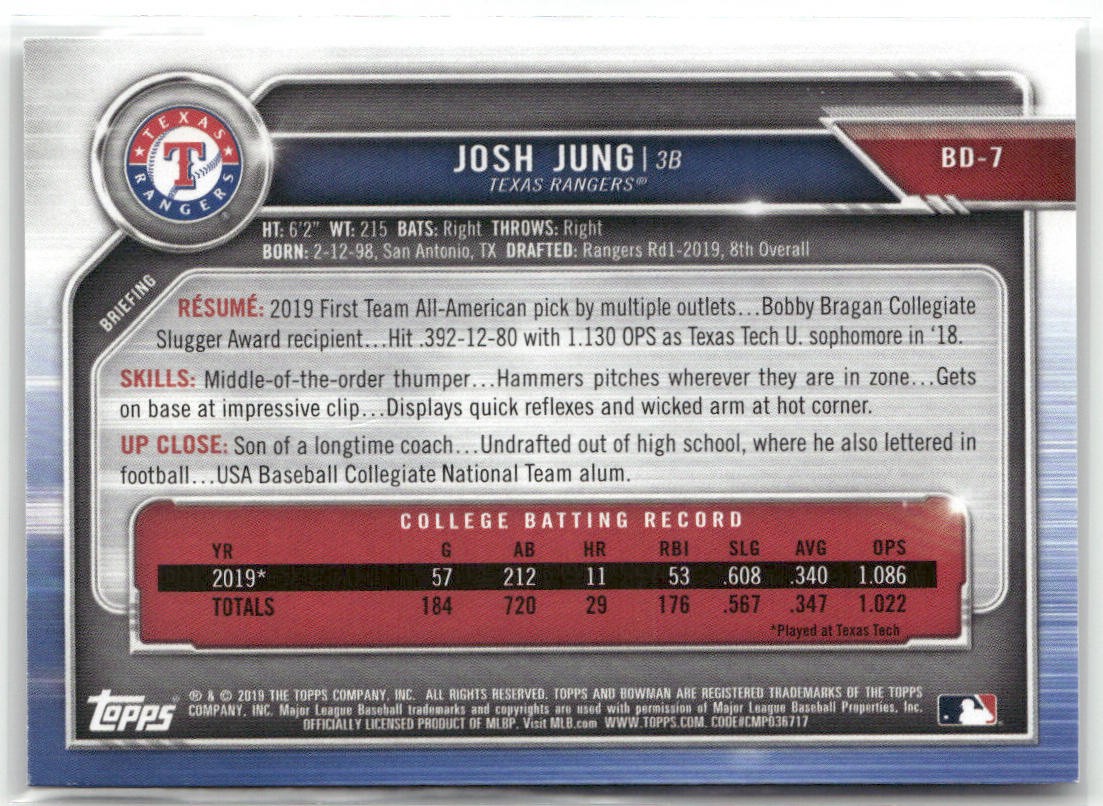 TEXAS
T
RANGERS
JOSH JUNG | 3B
TEXAS RANGERS®
BD-7
HT: 6'2" WT: 215 BATS: Right THROWS: Right
BORN: 2-12-98, San Antonio, TX DRAFTED: Rangers Rd1-2019, 8th Overall
BRIEFING
RÉSUMÉ: 2019 First Team All-American pick by multiple outlets...Bobby Bragan Collegiate
Slugger Award recipient...Hit .392-12-80 with 1.130 OPS as Texas Tech U. sophomore in '18.
SKILLS: Middle-of-the-order thumper...Hammers pitches wherever they are in zone...Gets
on base at impressive clip...Displays quick reflexes and wicked arm at hot corner.
UP CLOSE: Son of a longtime coach...Undrafted out of high school, where he also lettered in
football...USA Baseball Collegiate National Team alum.
COLLEGE BATTING RECORD
YR G AB HR RBI SLG AVG OPS
2019* 57 212 11 53 .608 .340 1.086
TOTALS 184 720 29 176 .567 .347 1.022
*Played at Texas Tech
Topps
® & © 2019 THE TOPPS COMPANY, INC. ALL RIGHTS RESERVED. TOPPS AND BOWMAN ARE REGISTERED TRADEMARKS OF THE TOPPS
COMPANY, INC. Major League Baseball trademarks and copyrights are used with permission of Major League Baseball Properties, Inc.
OFFICIALLY LICENSED PRODUCT OF MLBP. Visit MLB.com WWW.TOPPS.COM CODE#CMP036717